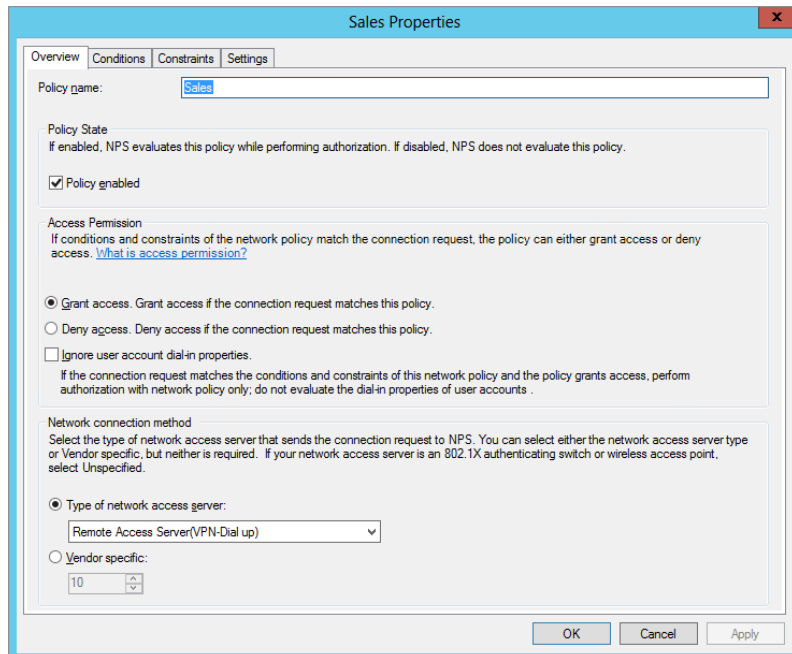 Sales Properties
x
Overview Conditions Constraints Settings
Policy name: Sales
Policy State
If enabled, NPS evaluates this policy while performing authorization. If disabled, NPS does not evaluate this policy.
Policy enabled
Access Permission
If conditions and constraints of the network policy match the connection request, the policy can either grant access or deny
access. What is access permission?
Grant access. Grant access if the connection request matches this policy.
Deny access. Deny access if the connection request matches this policy.
Ignore user account dial-in properties.
If the connection request matches the conditions and constraints of this network policy and the policy grants access, perform
authorization with network policy only; do not evaluate the dial-in properties of user accounts .
Network connection method
Select the type of network access server that sends the connection request to NPS. You can select either the network access server type
or Vendor specific, but neither is required. If your network access server is an 802.1X authenticating switch or wireless access point,
select Unspecified.
Type of network access server:
Remote Access Server(VPN-Dial up)
Vendor specific:
10
OK Cancel Apply